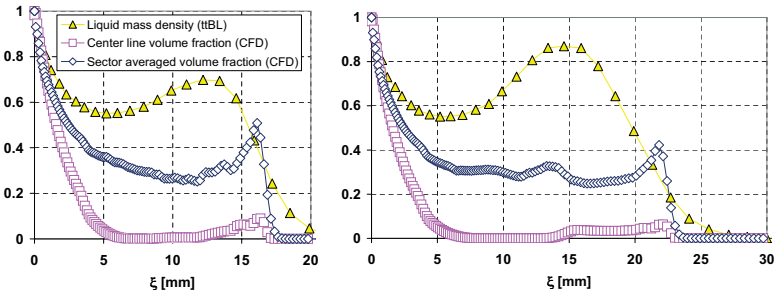 Liquid mass density (ttBL)
Center line volume fraction (CFD)
Sector averaged volume fraction (CFD)
1
0.8
0.6
0.4
0.2
0
0 5 10 15 20
ξ [mm]
1
0.8
0.6
0.4
0.2
0
0 5 10 15 20 25 30
ξ [mm]